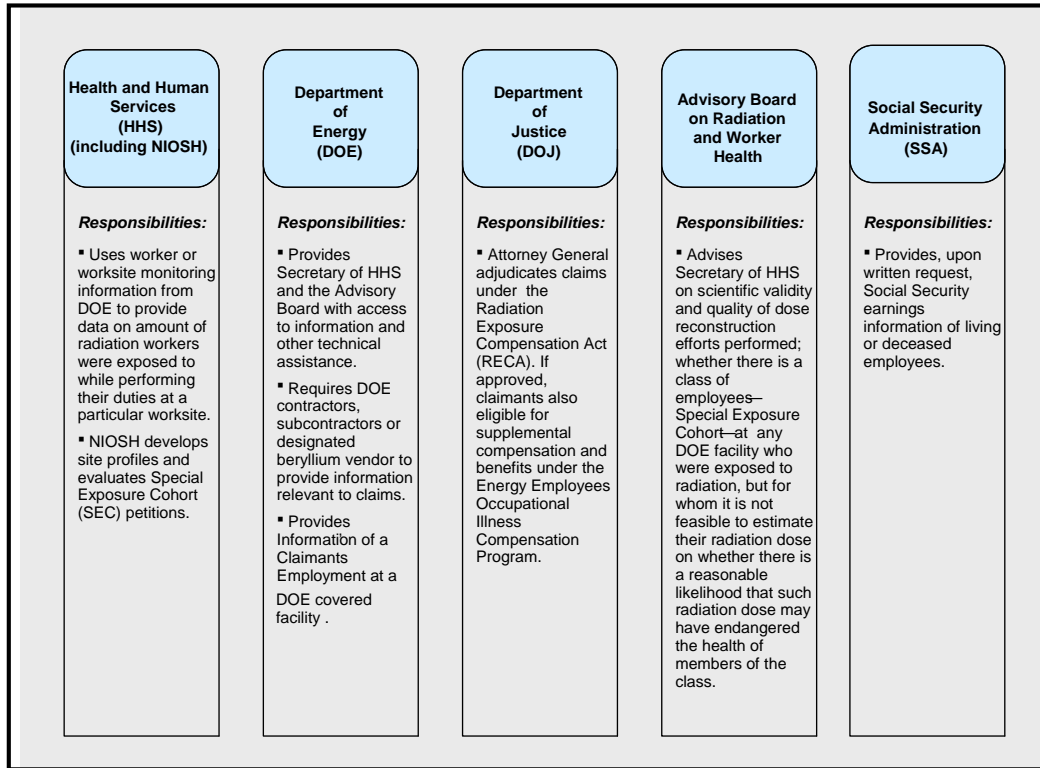 Health and Human
Services
(HHS)
(including NIOSH)
Responsibilities:
▪ Uses worker or
worksite monitoring
information from
DOE to provide
data on amount of
radiation workers
were exposed to
while performing
their duties at a
particular worksite.
▪ NIOSH develops
site profiles and
evaluates Special
Exposure Cohort
(SEC) petitions.
Department
of
Energy
(DOE)
Responsibilities:
▪ Provides
Secretary of HHS
and the Advisory
Board with access
to information and
other technical
assistance.
▪ Requires DOE
contractors,
subcontractors or
designated
beryllium vendor to
provide information
relevant to claims.
▪ Provides
Information of a
Claimants
Employment at a
DOE covered
facility .
Department
of
Justice
(DOJ)
Responsibilities:
▪ Attorney General
adjudicates claims
under the
Radiation
Exposure
Compensation Act
(RECA). If
approved,
claimants also
eligible for
supplemental
compensation and
benefits under the
Energy Employees
Occupational
Illness
Compensation
Program.
Advisory Board
on Radiation
and Worker
Health
Responsibilities:
▪ Advises
Secretary of HHS
on scientific validity
and quality of dose
reconstruction
efforts performed;
whether there is a
class of
employees—
Special Exposure
Cohort—at any
DOE facility who
were exposed to
radiation, but for
whom it is not
feasible to estimate
their radiation dose
on whether there is
a reasonable
likelihood that such
radiation dose may
have endangered
the health of
members of the
class.
Social Security
Administration
(SSA)
Responsibilities:
▪ Provides, upon
written request,
Social Security
earnings
information of living
or deceased
employees.